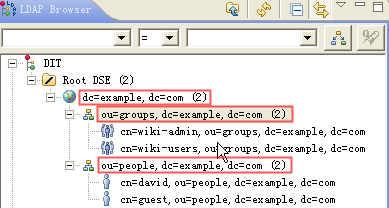 LDAP Browser
=
DIT
Root DSE (2)
dc=example,dc=com (2)
ou=groups,dc=example,dc=com (2)
cn=wiki-admin,ou=groups,dc=example,dc=com
cn=wiki-users,ou=groups,dc=example,dc=com
ou=people,dc=example,dc=com (2)
cn=david,ou=people,dc=example,dc=com
cn=guest,ou=people,dc=example,dc=com